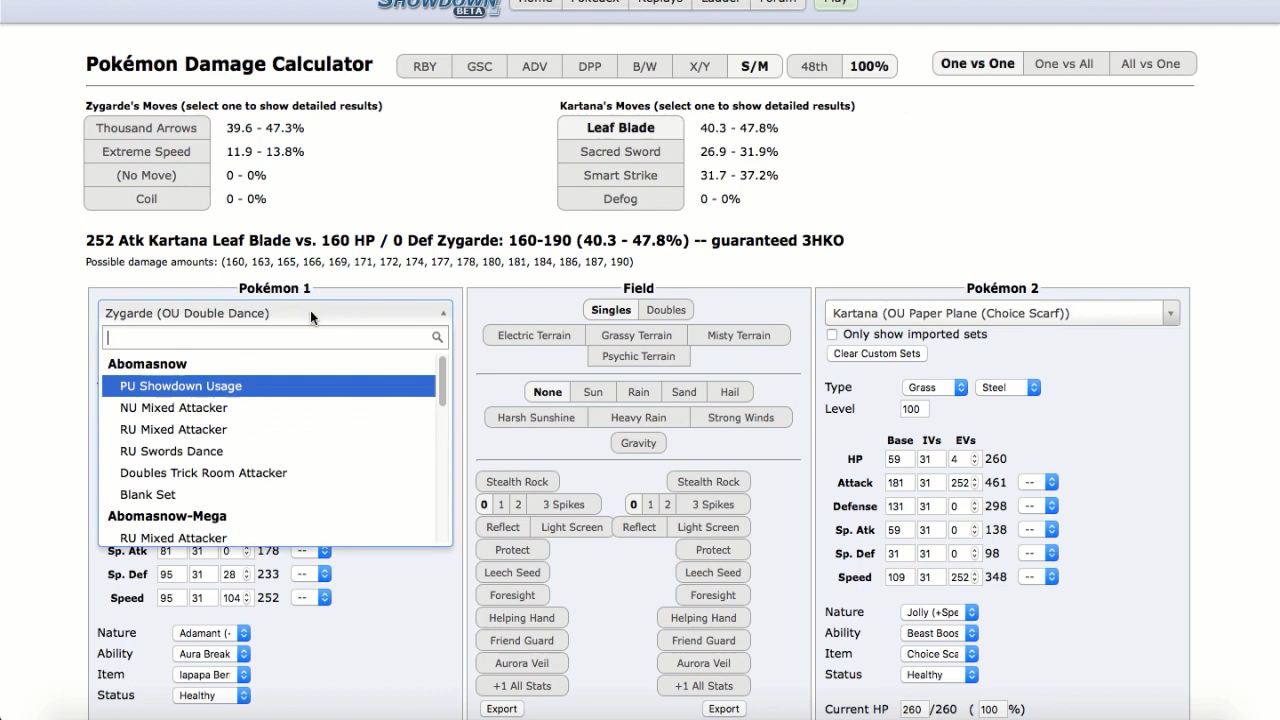 SHOWDOWN
BETA
Home Pokédex Replays Ladder Forum Play
Pokémon Damage Calculator RBY GSC ADV DPP B/W X/Y S/M 48th 100% One vs One One vs All All vs One
Zygarde's Moves (select one to show detailed results) Kartana's Moves (select one to show detailed results)
Thousand Arrows 39.6 - 47.3% Leaf Blade 40.3 - 47.8%
Extreme Speed 11.9 - 13.8% Sacred Sword 26.9 - 31.9%
(No Move) 0 - 0% Smart Strike 31.7 - 37.2%
Coil 0 - 0% Defog 0 - 0%
252 Atk Kartana Leaf Blade vs. 160 HP / 0 Def Zygarde: 160-190 (40.3 - 47.8%) -- guaranteed 3HKO
Possible damage amounts: (160, 163, 165, 166, 169, 171, 172, 174, 177, 178, 180, 181, 184, 186, 187, 190)
Pokémon 1
Zygarde (OU Double Dance)
Abomasnow
PU Showdown Usage
NU Mixed Attacker
RU Mixed Attacker
RU Swords Dance
Doubles Trick Room Attacker
Blank Set
Abomasnow-Mega
RU Mixed Attacker
Sp. Atk 81 31 0 178 --
Sp. Def 95 31 28 233 --
Speed 95 31 104 252 --
Nature Adamant (-
Ability Aura Break
Item Iapapa Ber
Status Healthy
Field
Singles Doubles
Electric Terrain Grassy Terrain Misty Terrain
Psychic Terrain
None Sun Rain Sand Hail
Harsh Sunshine Heavy Rain Strong Winds
Gravity
Stealth Rock Stealth Rock
0 1 2 3 Spikes 0 1 2 3 Spikes
Reflect Light Screen Reflect Light Screen
Protect Protect
Leech Seed Leech Seed
Foresight Foresight
Helping Hand Helping Hand
Friend Guard Friend Guard
Aurora Veil Aurora Veil
+1 All Stats +1 All Stats
Export Export
Pokémon 2
Kartana (OU Paper Plane (Choice Scarf))
Only show imported sets
Clear Custom Sets
Type Grass Steel
Level 100
Base IVs EVs
HP 59 31 4 260
Attack 181 31 252 461 --
Defense 131 31 0 298 --
Sp. Atk 59 31 0 138 --
Sp. Def 31 31 0 98 --
Speed 109 31 252 348 --
Nature Jolly (+Spe
Ability Beast Boos
Item Choice Sca
Status Healthy
Current HP 260 /260 ( 100 %)